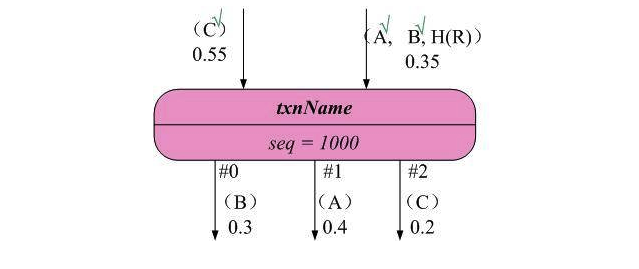 (C)
0.55
(A, B, H(R))
0.35
txnName
seq = 1000
#0
(B)
0.3
#1
(A)
0.4
#2
(C)
0.2